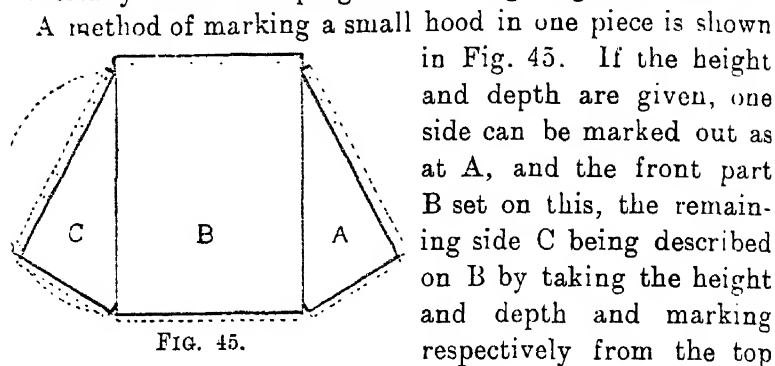 A method of marking a small hood in one piece is shown
in Fig. 45. If the height
and depth are given, one
side can be marked out as
at A, and the front part
B set on this, the remain-
ing side C being described
on B by taking the height
and depth and marking
respectively from the top
C
B
A
FIG. 45.